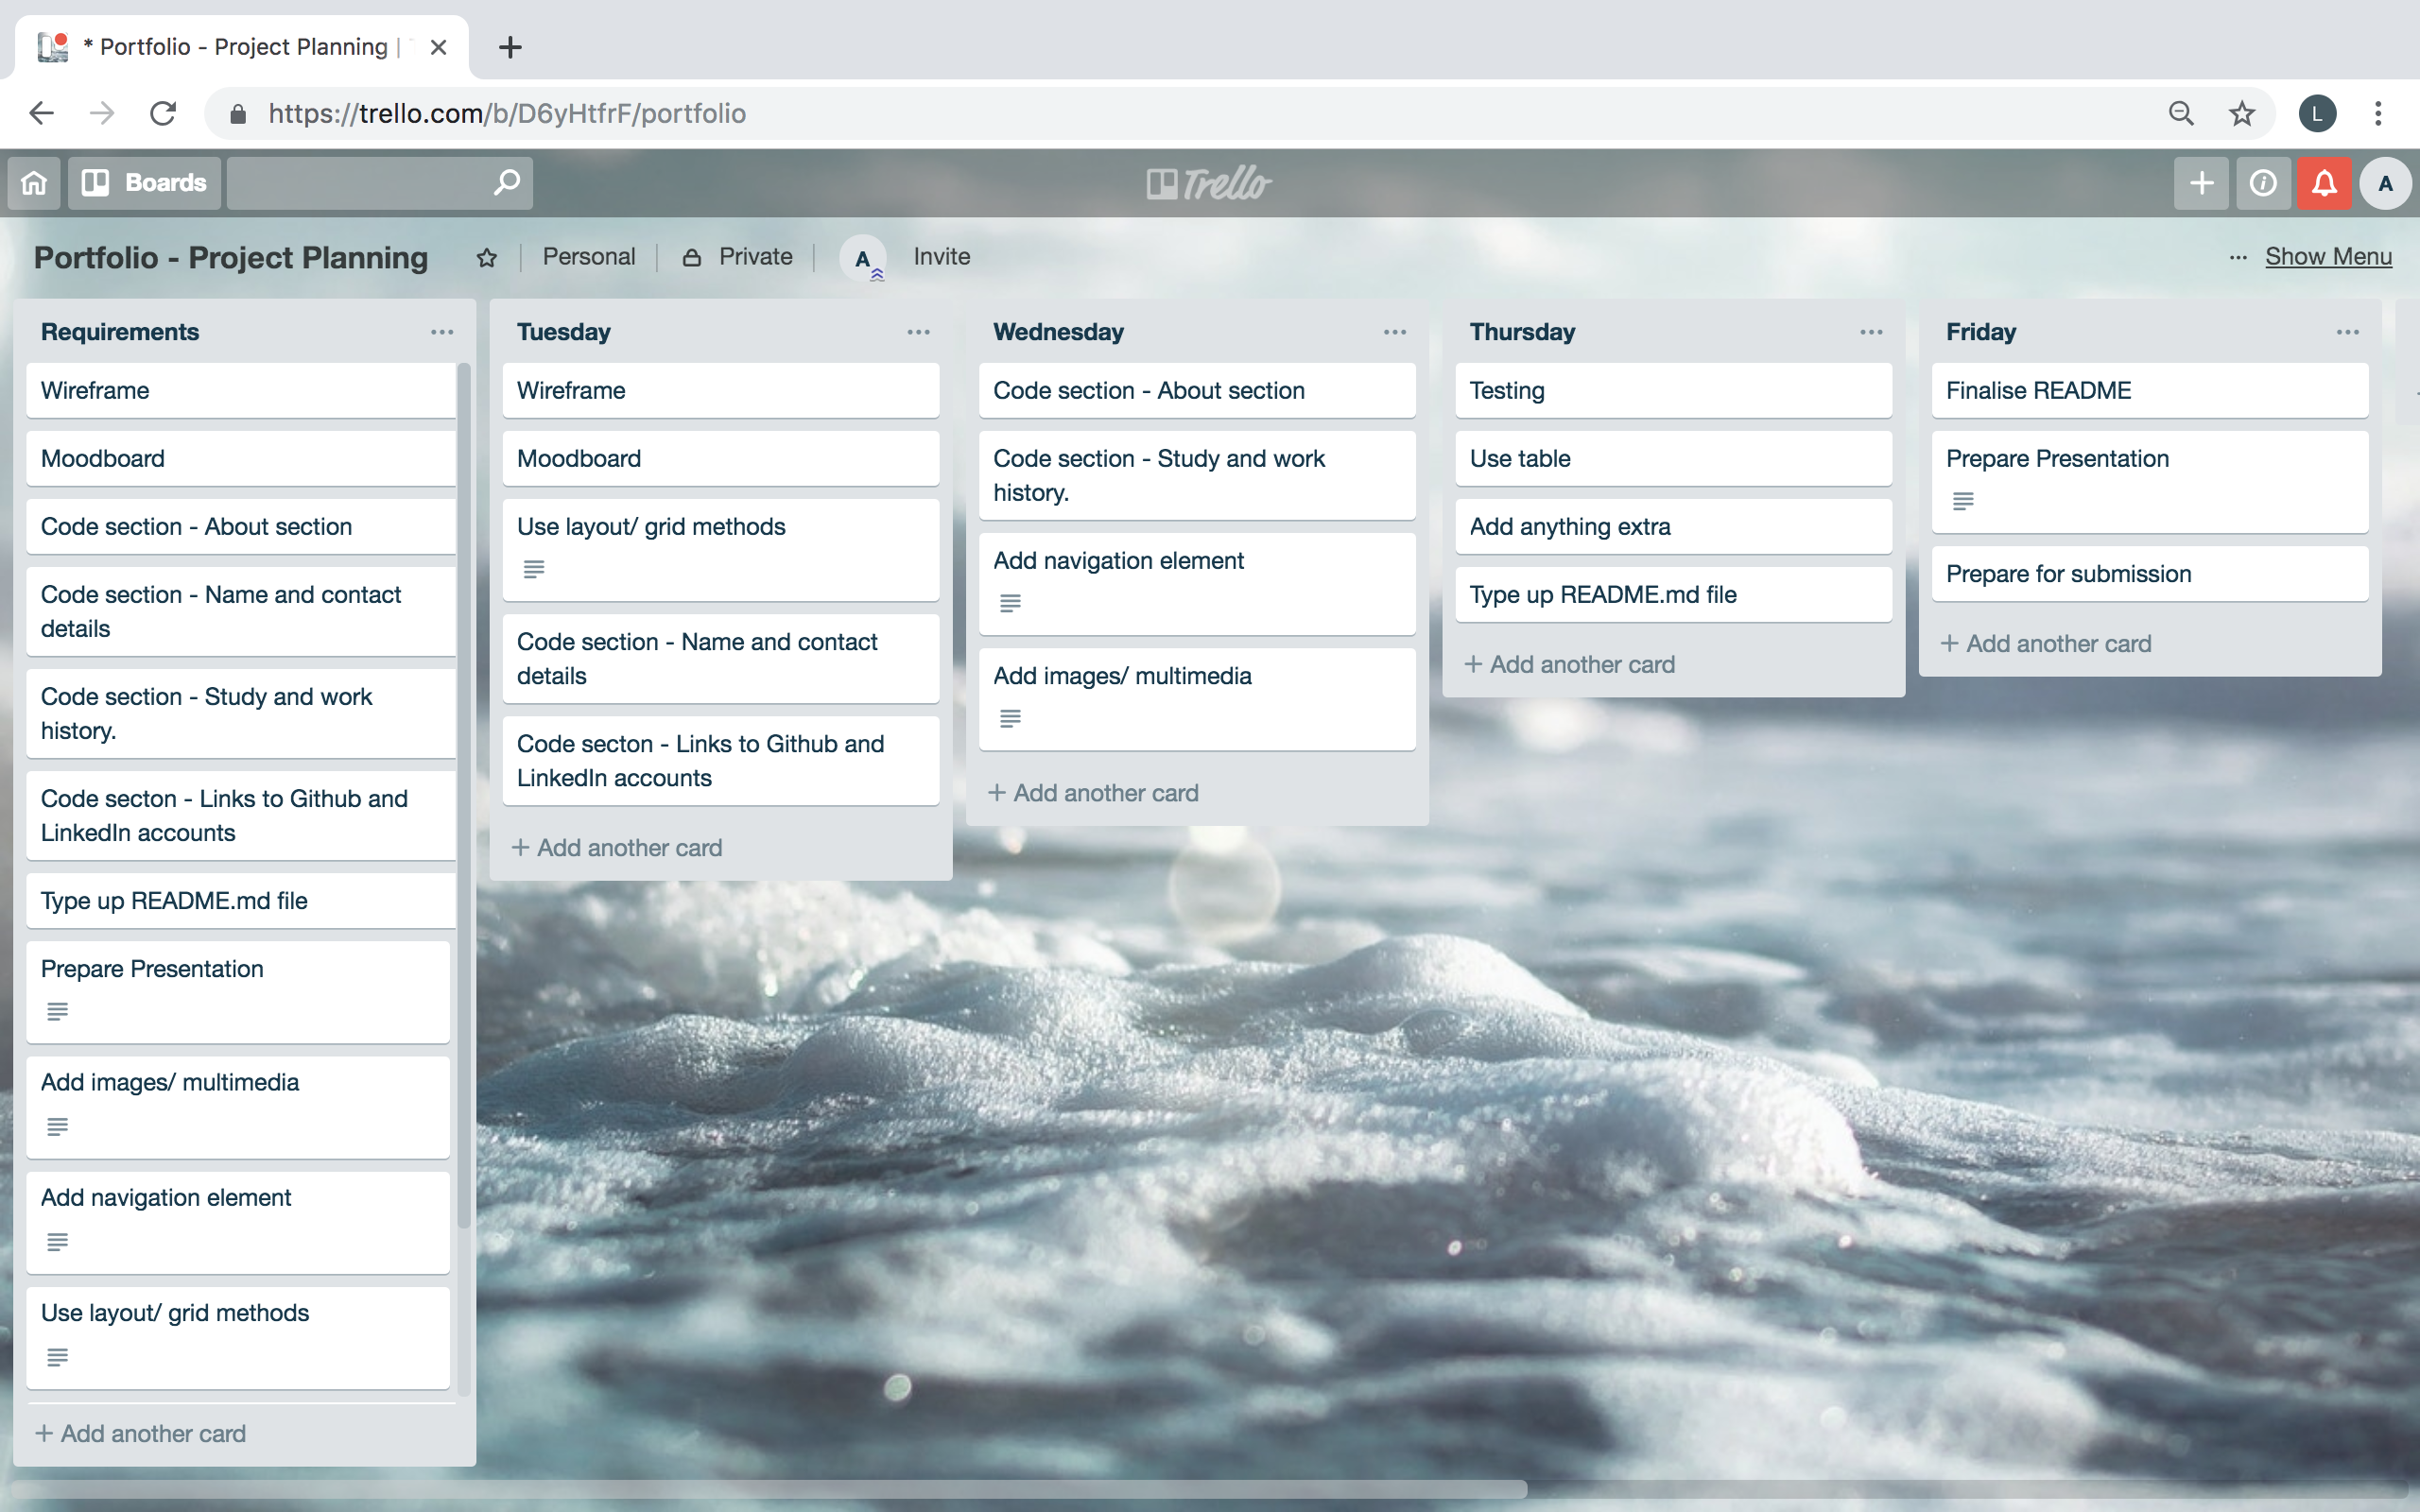 * Portfolio - Project Planning |
https://trello.com/b/D6yHtfrF/portfolio
L
Boards
Trello
A
Portfolio - Project Planning
Personal
Private
A
Invite
Show Menu
Requirements
Wireframe
Moodboard
Code section - About section
Code section - Name and contact
details
Code section - Study and work
history.
Code secton - Links to Github and
LinkedIn accounts
Type up README.md file
Prepare Presentation
Add images/ multimedia
Add navigation element
Use layout/ grid methods
+ Add another card
Tuesday
Wireframe
Moodboard
Use layout/ grid methods
Code section - Name and contact
details
Code secton - Links to Github and
LinkedIn accounts
+ Add another card
Wednesday
Code section - About section
Code section - Study and work
history.
Add navigation element
Add images/ multimedia
+ Add another card
Thursday
Testing
Use table
Add anything extra
Type up README.md file
+ Add another card
Friday
Finalise README
Prepare Presentation
Prepare for submission
+ Add another card